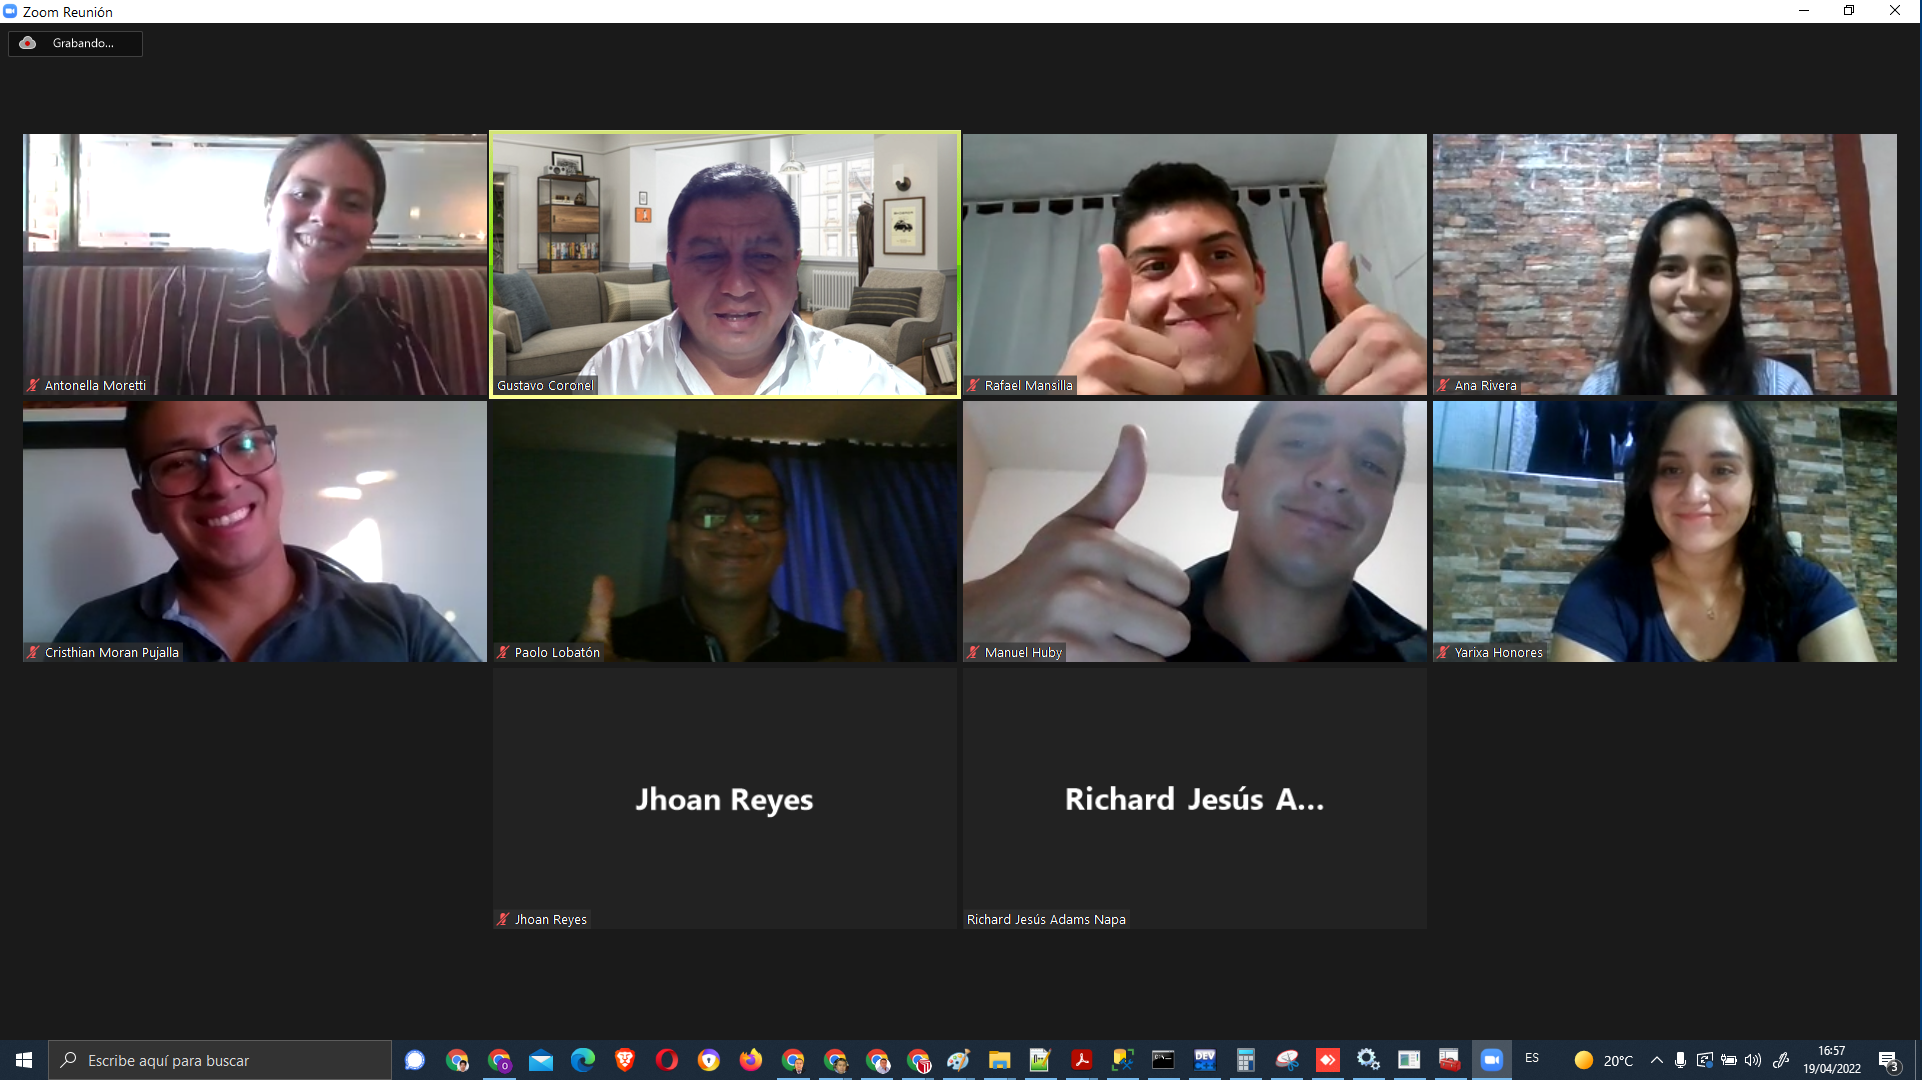 Zoom Reunión
Grabando...
Antonella Moretti
Gustavo Coronel
Rafael Mansilla
Ana Rivera
Cristhian Moran Pujalla
Paolo Lobatón
Manuel Huby
Yarixa Honores
Jhoan Reyes
Richard Jesús A...
Jhoan Reyes
Richard Jesús Adams Napa
Escribe aquí para buscar
DEV
ES
20°C
16:57
19/04/2022
3